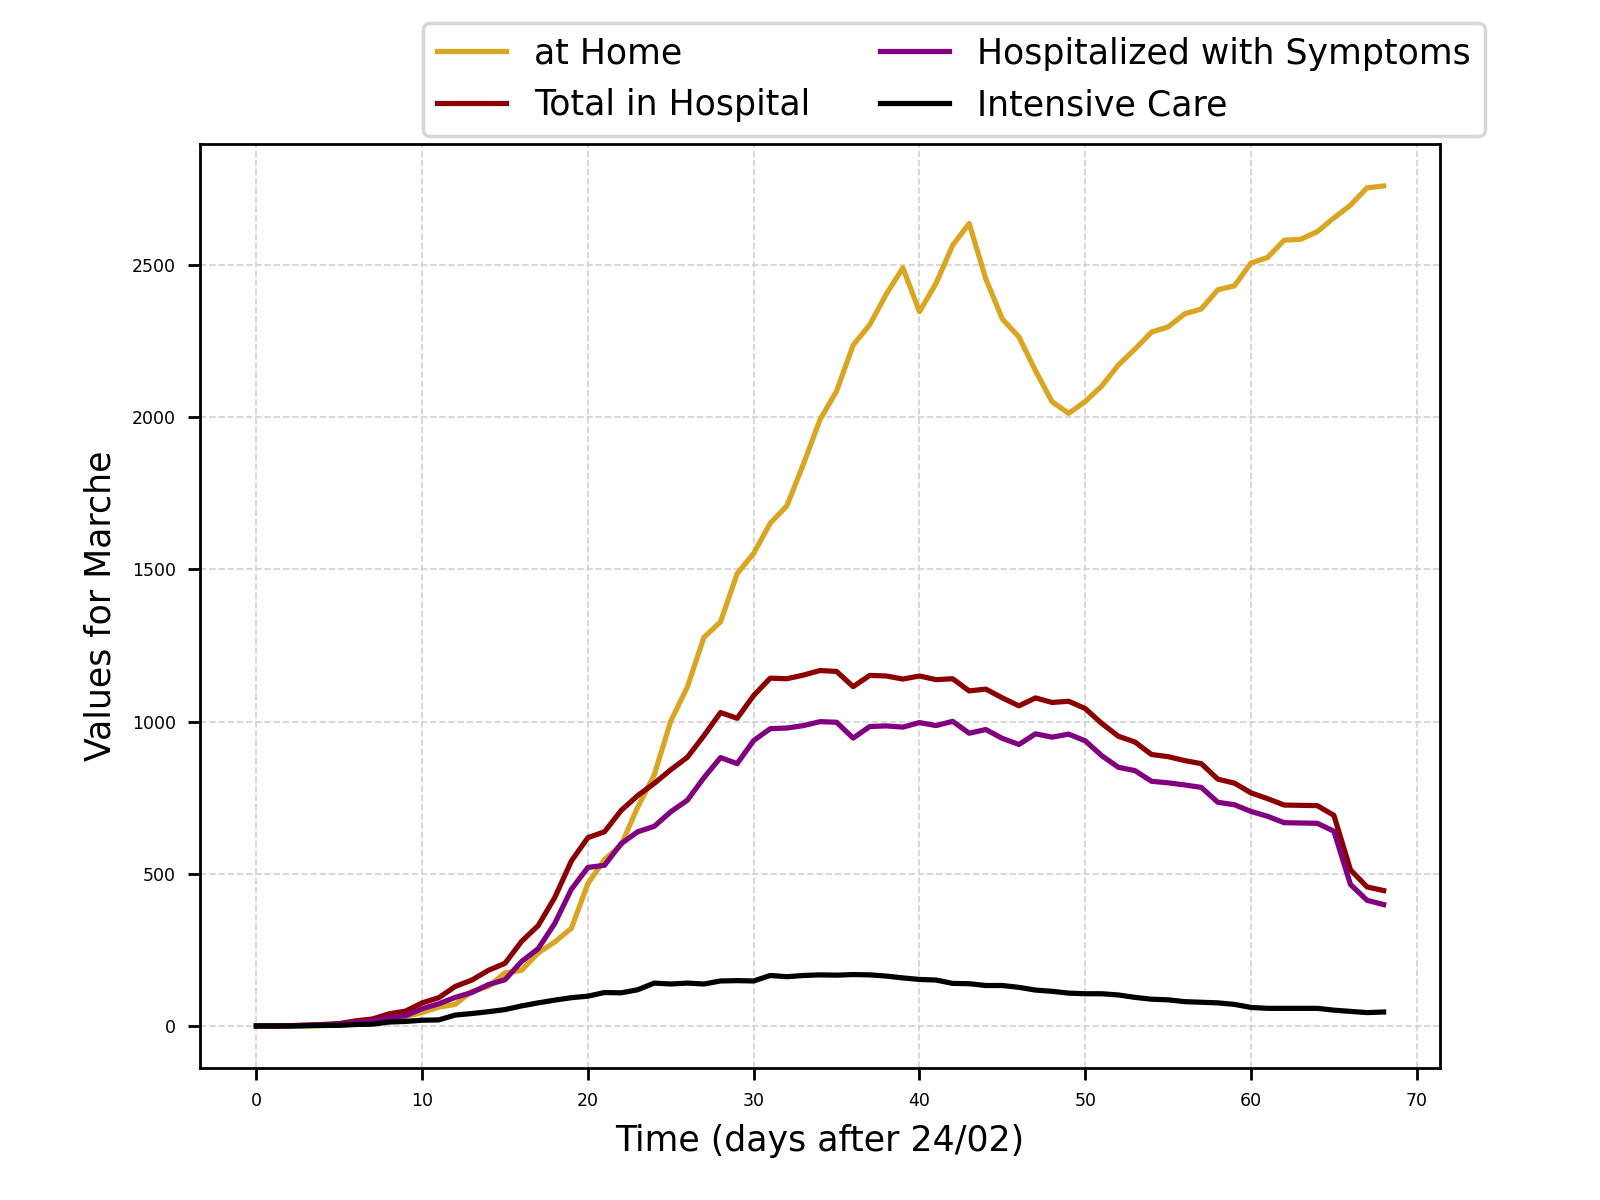 at Home
Hospitalized with Symptoms
Total in Hospital
Intensive Care
Values for Marche
2500
2000
1500
1000
500
0
0 10 20 30 40 50 60 70
Time (days after 24/02)